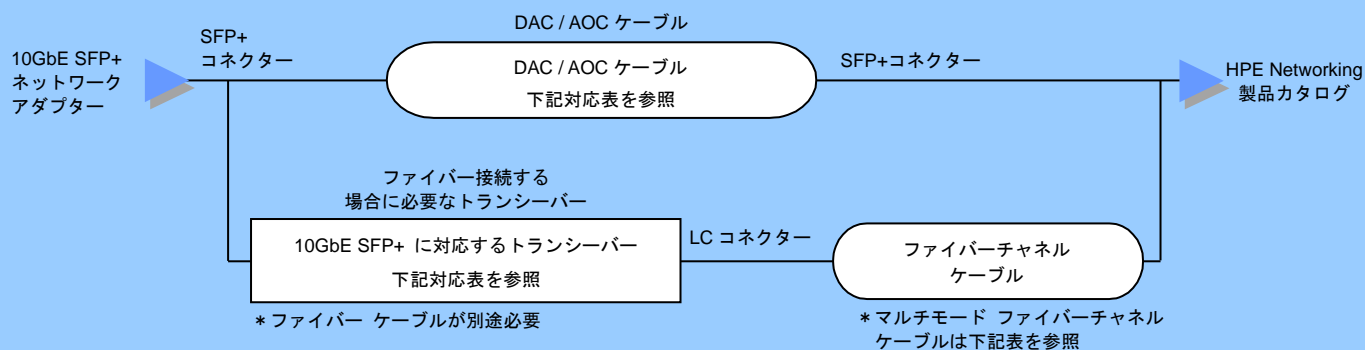 10GbE SFP+
ネットワーク
アダプター
SFP+
コネクター
DAC / AOC ケーブル
DAC / AOC ケーブル
下記対応表を参照
SFP+コネクター
HPE Networking
製品カタログ
ファイバー接続する
場合に必要なトランシーバー
10GbE SFP+ に対応するトランシーバー
下記対応表を参照
＊ファイバー ケーブルが別途必要
LC コネクター
ファイバーチャネル
ケーブル
＊マルチモード ファイバーチャネル
ケーブルは下記表を参照